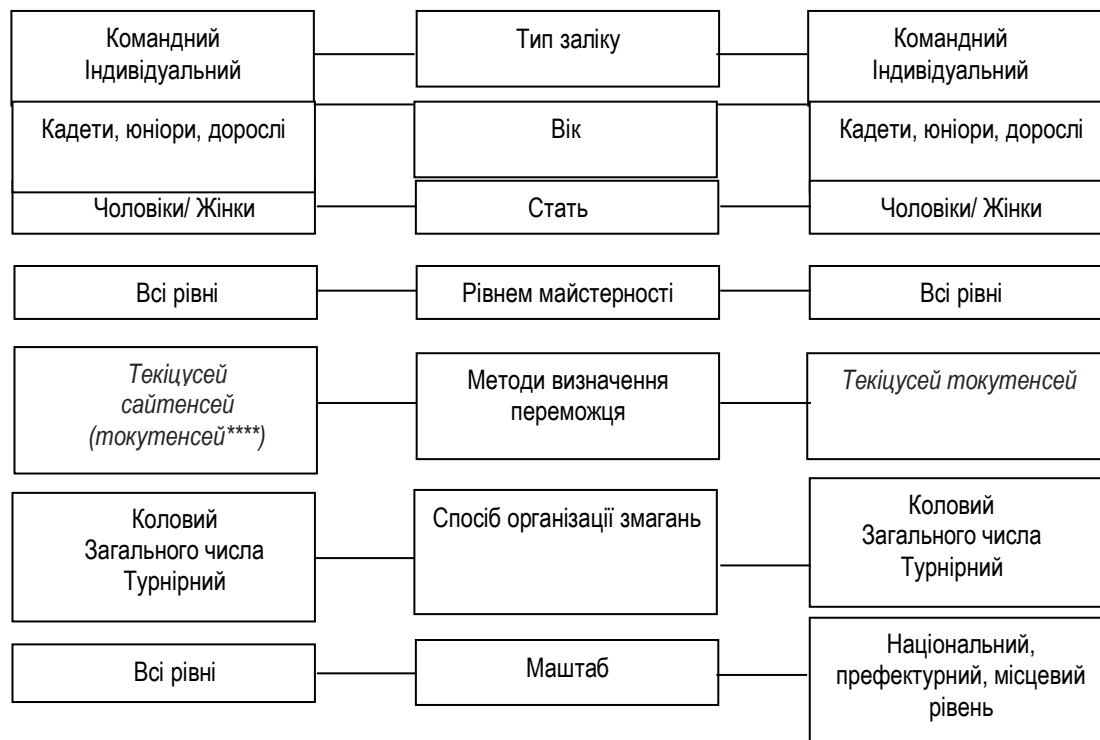 Командний
Індивідуальний
Тип заліку
Командний
Індивідуальний
Кадети, юніори, дорослі
Вік
Кадети, юніори, дорослі
Чоловіки/ Жінки
Стать
Чоловіки/ Жінки
Всі рівні
Рівнем майстерності
Всі рівні
Текіцусей
сайтенсей
(токутенсей****)
Методи визначення
переможця
Текіцусей токутенсей
Коловий
Загального числа
Турнірний
Спосіб організації змагань
Коловий
Загального числа
Турнірний
Всі рівні
Маштаб
Національний,
префектурний, місцевий
рівень